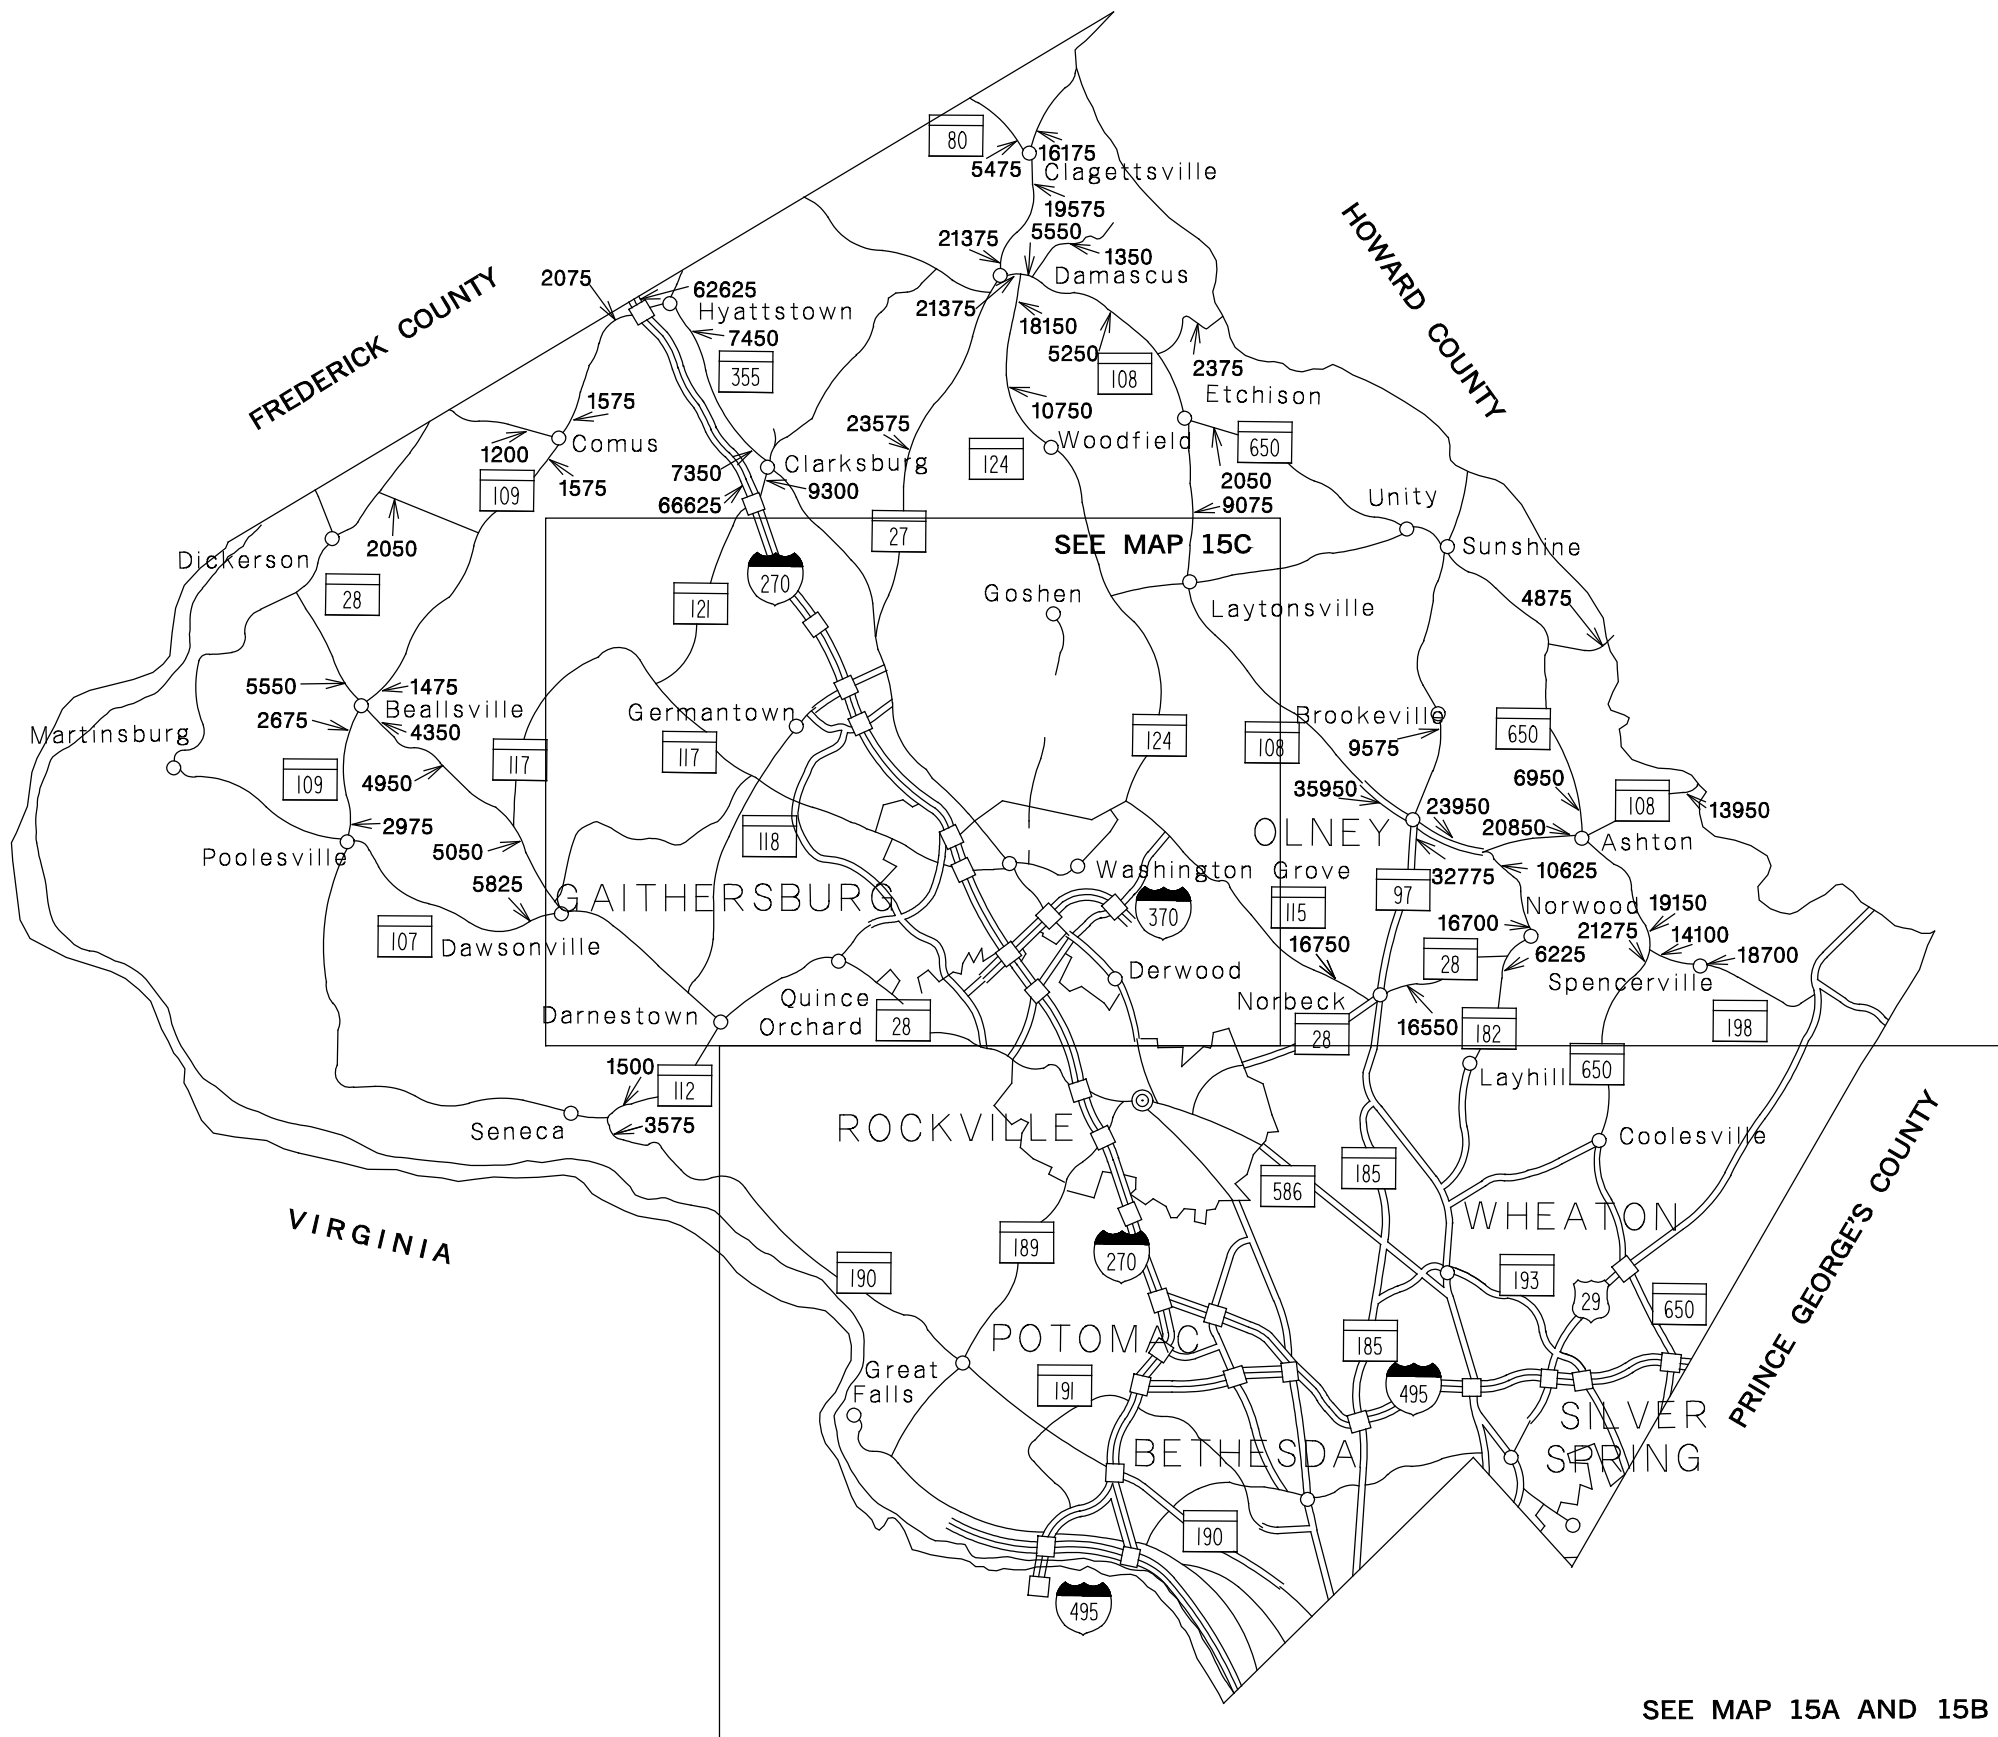 80
5475
16175
Clagettsville
19575
5550
21375
1350
Damascus
HOWARD COUNTY
FREDERICK COUNTY
2075
62625
Hyattstown
7450
355
21375
18150
5250
108
2375
Etchison
1575
Comus
1200
109
1575
23575
10750
Woodfield
124
650
7350
Clarksburg
9300
66625
2050
9075
Unity
27
SEE MAP 15C
Sunshine
Dickerson
2050
28
270
121
Goshen
Laytonsville
4875
5550
1475
Beallsville
2675
4350
Martinsburg
Germantown
Brookeville
9575
650
117
117
124
108
109
4950
6950
108
13950
35950
23950
OLNEY
20850
Ashton
2975
118
Poolesville
5050
Washington Grove
32775
10625
5825
GAITHERSBURG
370
115
97
Norwood
19150
107
Dawsonville
16700
21275
14100
16750
6225
18700
28
Derwood
Spencerville
Quince
Orchard
Norbeck
Darnestown
28
28
16550
182
198
1500
112
Layhill
650
Seneca
3575
ROCKVILLE
Coolesville
185
586
PRINCE GEORGE'S COUNTY
VIRGINIA
WHEATON
189
270
190
193
29
650
POTOMAC
185
Great
Falls
191
495
SILVER
SPRING
BETHESDA
190
495
SEE MAP 15A AND 15B